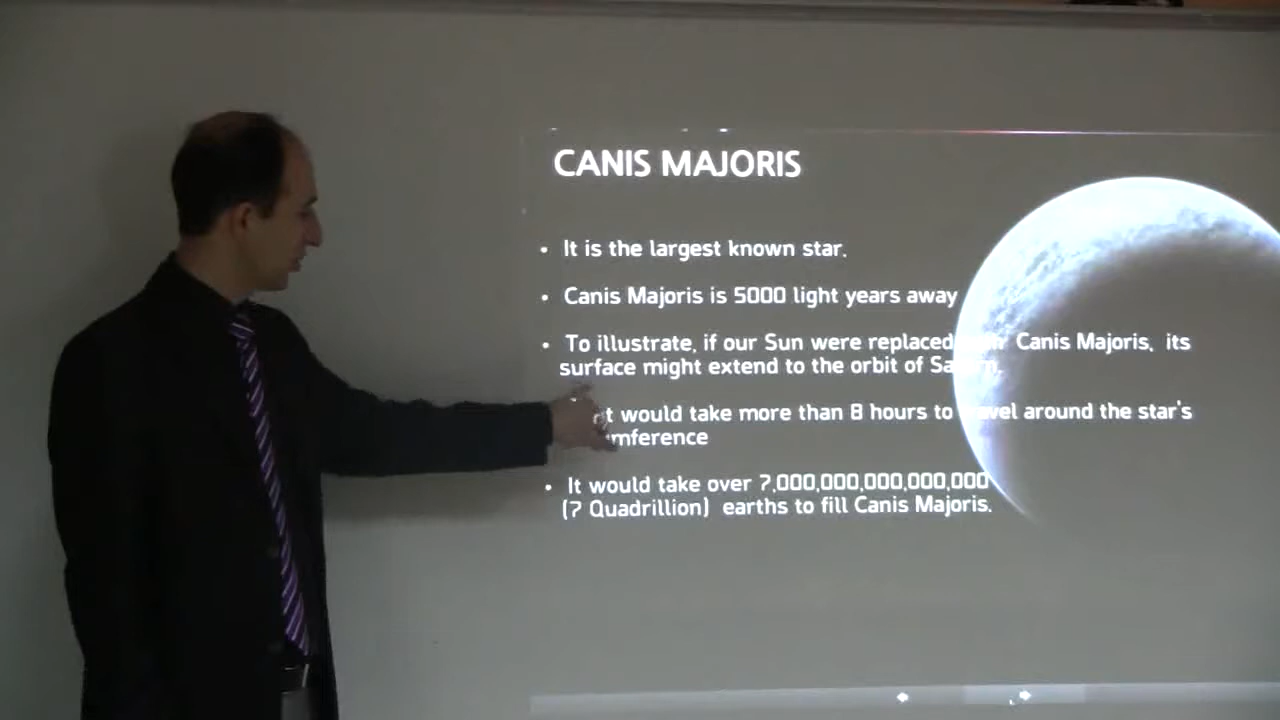 CANIS MAJORIS
• It is the largest known star.
• Canis Majoris is 5000 light years away
• To illustrate, if our Sun were replaced Canis Majoris, its
surface might extend to the orbit of
would take more than 8 hours to around the star's
• It would take over 7,000,000,000,000,000
(7 Quadrillion) earths to fill Canis Majoris.